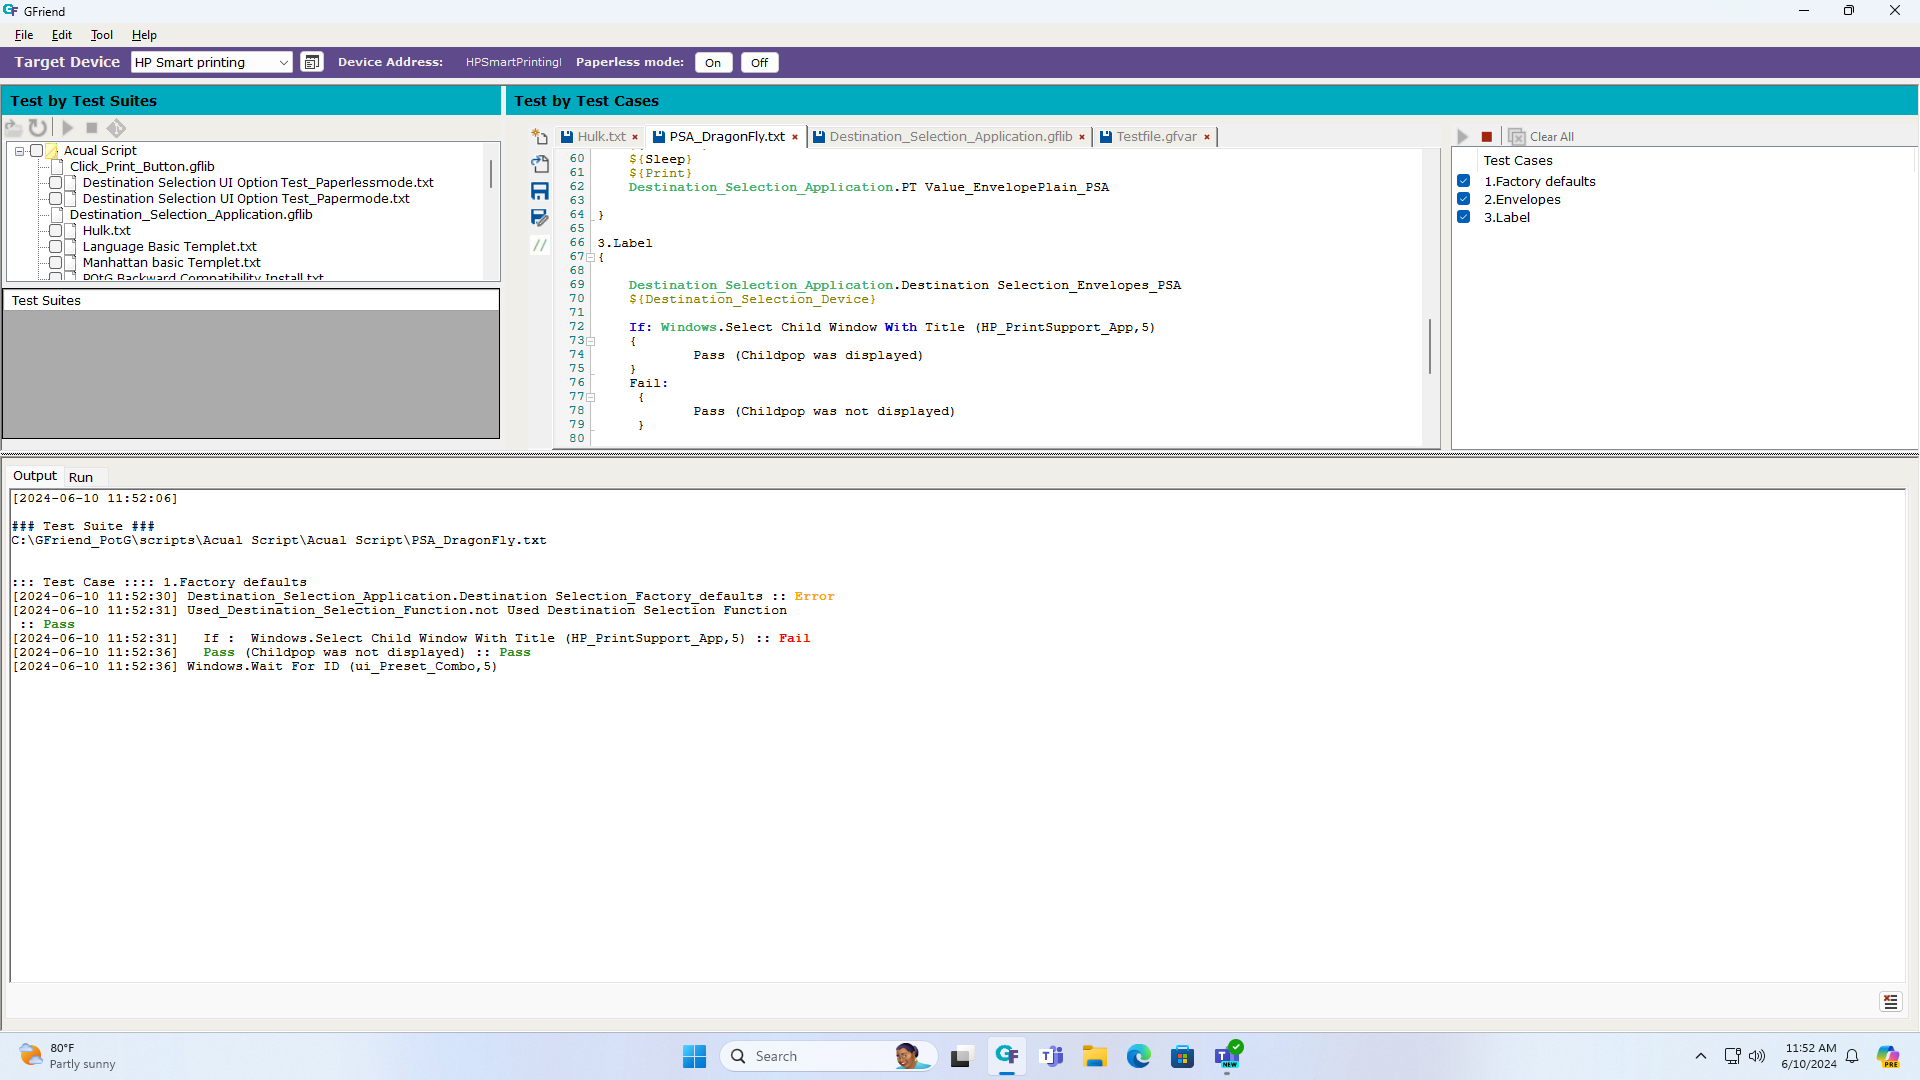 GFriend
File Edit Tool Help
Target Device HP Smart printing Device Address: HPSmartPrintingI Paperless mode: On Off
Test by Test Suites
Acual Script
Click_Print_Button.gflib
Destination Selection UI Option Test_Paperlessmode.txt
Destination Selection UI Option Test_Papermode.txt
Destination_Selection_Application.gflib
Hulk.txt
Language Basic Templet.txt
Manhattan basic Templet.txt
POtG Backward Compatibility Install.txt
Test Suites
Test by Test Cases
Hulk.txt PSA_DragonFly.txt Destination_Selection_Application.gflib Testfile.gfvar
60 ${Sleep}
61 ${Print}
62 Destination_Selection_Application.PT Value_EnvelopePlain_PSA
63
64 }
65
66 3.Label
67 {
68
69 Destination_Selection_Application.Destination Selection_Envelopes_PSA
70 ${Destination_Selection_Device}
71
72 If: Windows.Select Child Window With Title (HP_PrintSupport_App,5)
73 {
74 Pass (Childpop was displayed)
75 }
76 Fail:
77 {
78 Pass (Childpop was not displayed)
79 }
80
Clear All
Test Cases
1.Factory defaults
2.Envelopes
3.Label
Output Run
[2024-06-10 11:52:06]
### Test Suite ###
C:\GFriend_PotG\scripts\Acual Script\Acual Script\PSA_DragonFly.txt
::: Test Case :::: 1.Factory defaults
[2024-06-10 11:52:30] Destination_Selection_Application.Destination Selection_Factory_defaults :: Error
[2024-06-10 11:52:31] Used_Destination_Selection_Function.not Used Destination Selection Function
:: Pass
[2024-06-10 11:52:31] If : Windows.Select Child Window With Title (HP_PrintSupport_App,5) :: Fail
[2024-06-10 11:52:36] Pass (Childpop was not displayed) :: Pass
[2024-06-10 11:52:36] Windows.Wait For ID (ui_Preset_Combo,5)
80°F
Partly sunny
Search
NEW
11:52 AM
6/10/2024
PRE